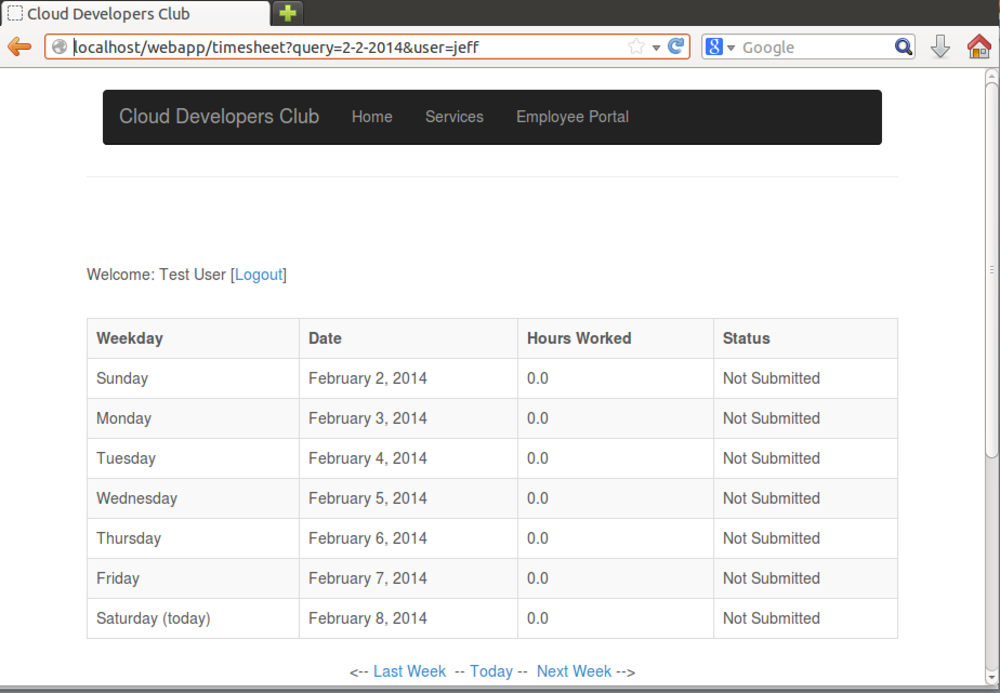 Cloud Developers Club
localhost/webapp/timesheet?query=2-2-2014&user=jeff
Google
Cloud Developers Club Home Services Employee Portal
Welcome: Test User [Logout]
Weekday Date Hours Worked Status
Sunday February 2, 2014 0.0 Not Submitted
Monday February 3, 2014 0.0 Not Submitted
Tuesday February 4, 2014 0.0 Not Submitted
Wednesday February 5, 2014 0.0 Not Submitted
Thursday February 6, 2014 0.0 Not Submitted
Friday February 7, 2014 0.0 Not Submitted
Saturday (today) February 8, 2014 0.0 Not Submitted
<-- Last Week -- Today -- Next Week -->